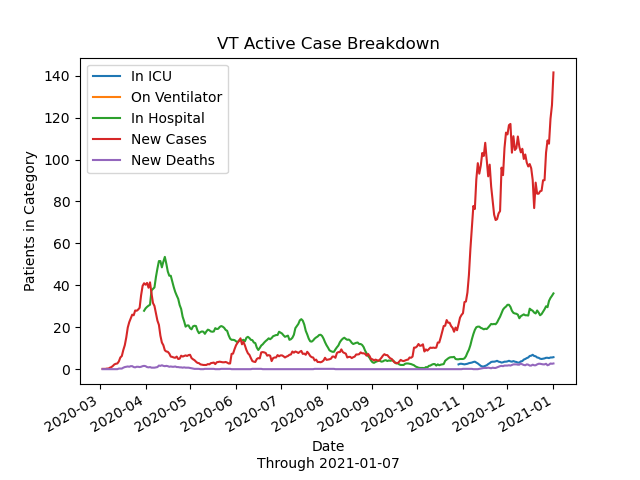 VT Active Case Breakdown
In ICU
On Ventilator
In Hospital
New Cases
New Deaths
Patients in Category
140
120
100
80
60
40
20
0
2020-03
2020-04
2020-05
2020-06
2020-07
2020-08
2020-09
2020-10
2020-11
2020-12
2021-01
Date
Through 2021-01-07